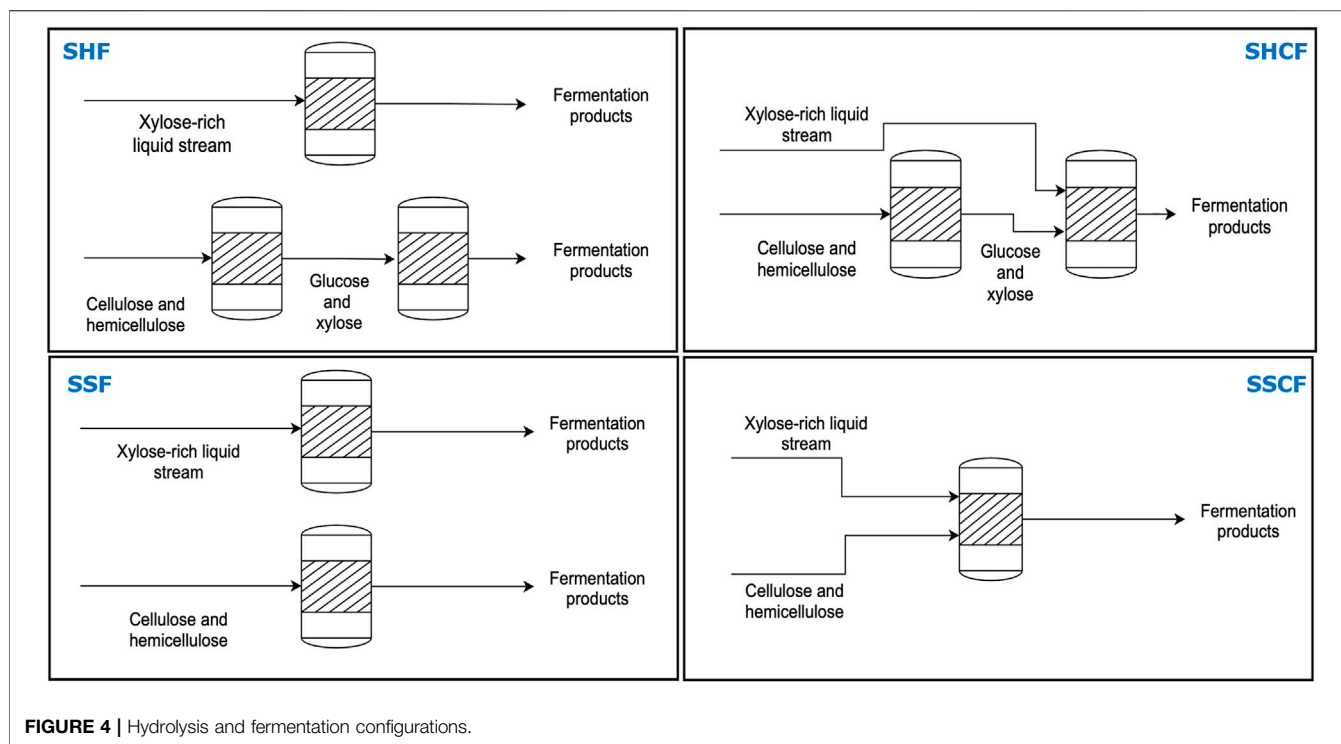 SHF
Xylose-rich
liquid stream
Fermentation
products
Cellulose and
hemicellulose
Glucose
and
xylose
Fermentation
products
SHCF
Xylose-rich liquid
stream
Cellulose and
hemicellulose
Glucose
and
xylose
Fermentation
products
SSF
Xylose-rich liquid
stream
Fermentation
products
Cellulose and
hemicellulose
Fermentation
products
SSCF
Xylose-rich liquid
stream
Cellulose and
hemicellulose
Fermentation
products
FIGURE 4 | Hydrolysis and fermentation configurations.